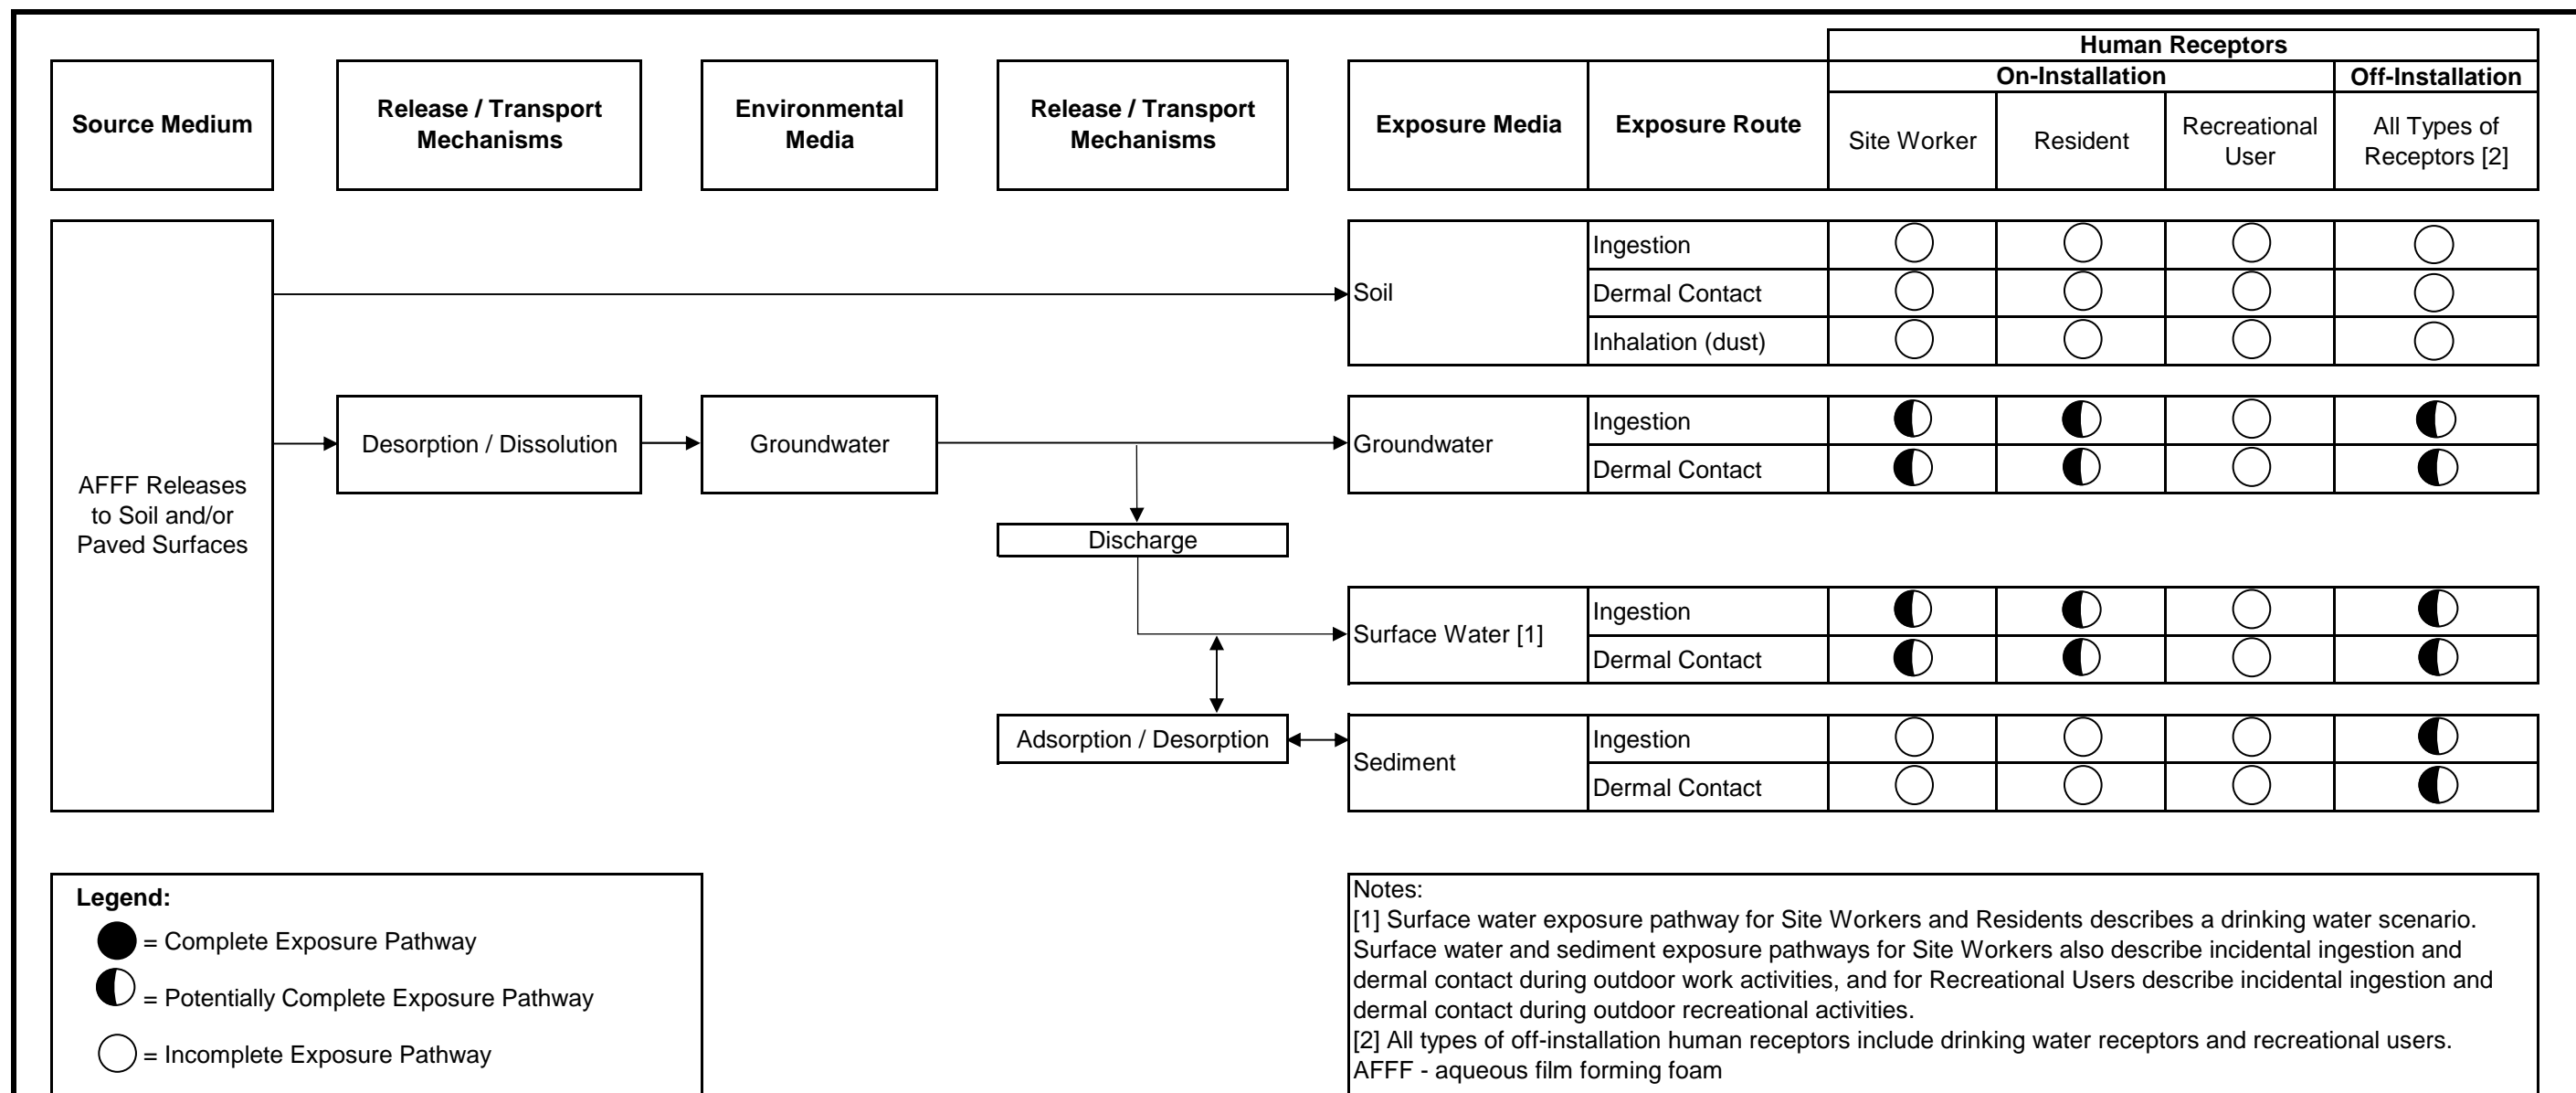 Human Receptors
On-Installation
Off-Installation
Source Medium
Release / Transport
Mechanisms
Environmental
Media
Release / Transport
Mechanisms
Exposure Media
Exposure Route
Site Worker
Resident
Recreational
User
All Types of
Receptors [2]
AFFF Releases
to Soil and/or
Paved Surfaces
Soil
Ingestion
Dermal Contact
Inhalation (dust)
Desorption / Dissolution
Groundwater
Groundwater
Ingestion
Dermal Contact
Discharge
Surface Water [1]
Ingestion
Dermal Contact
Adsorption / Desorption
Sediment
Ingestion
Dermal Contact
Legend:
= Complete Exposure Pathway
= Potentially Complete Exposure Pathway
= Incomplete Exposure Pathway
Notes:
[1] Surface water exposure pathway for Site Workers and Residents describes a drinking water scenario.
Surface water and sediment exposure pathways for Site Workers also describe incidental ingestion and
dermal contact during outdoor work activities, and for Recreational Users describe incidental ingestion and
dermal contact during outdoor recreational activities.
[2] All types of off-installation human receptors include drinking water receptors and recreational users.
AFFF - aqueous film forming foam